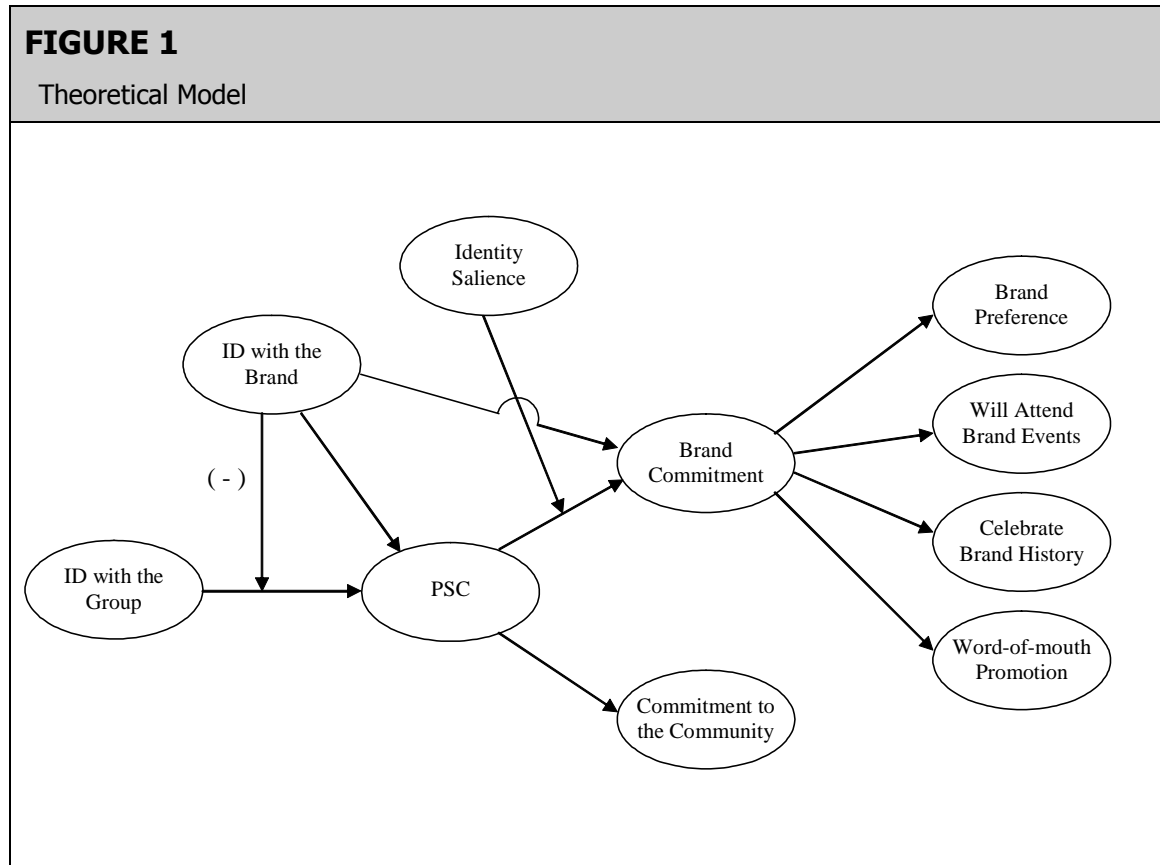 FIGURE 1
Theoretical Model
Identity
Salience
Brand
Preference
ID with the
Brand
Will Attend
Brand Events
Brand
Commitment
( - )
Celebrate
Brand History
ID with the
Group
PSC
Word-of-mouth
Promotion
Commitment to
the Community